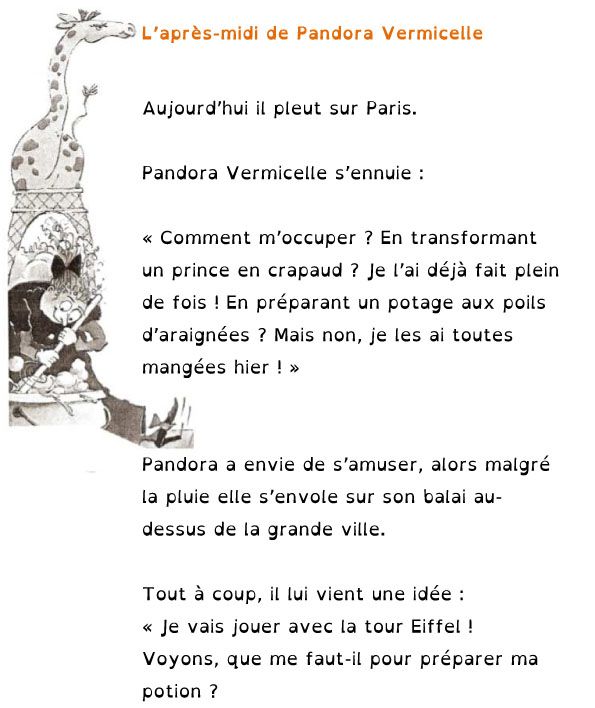 L'après-midi de Pandora Vermicelle
Aujourd'hui il pleut sur Paris.
Pandora Vermicelle s'ennuie :
« Comment m'occuper ? En transformant
un prince en crapaud ? Je l'ai déjà fait plein
de fois ! En préparant un potage aux poils
d'araignées ? Mais non, je les ai toutes
mangées hier ! »
Pandora a envie de s'amuser, alors malgré
la pluie elle s'envole sur son balai au-
dessus de la grande ville.
Tout à coup, il lui vient une idée :
« Je vais jouer avec la tour Eiffel !
Voyons, que me faut-il pour préparer ma
potion ?